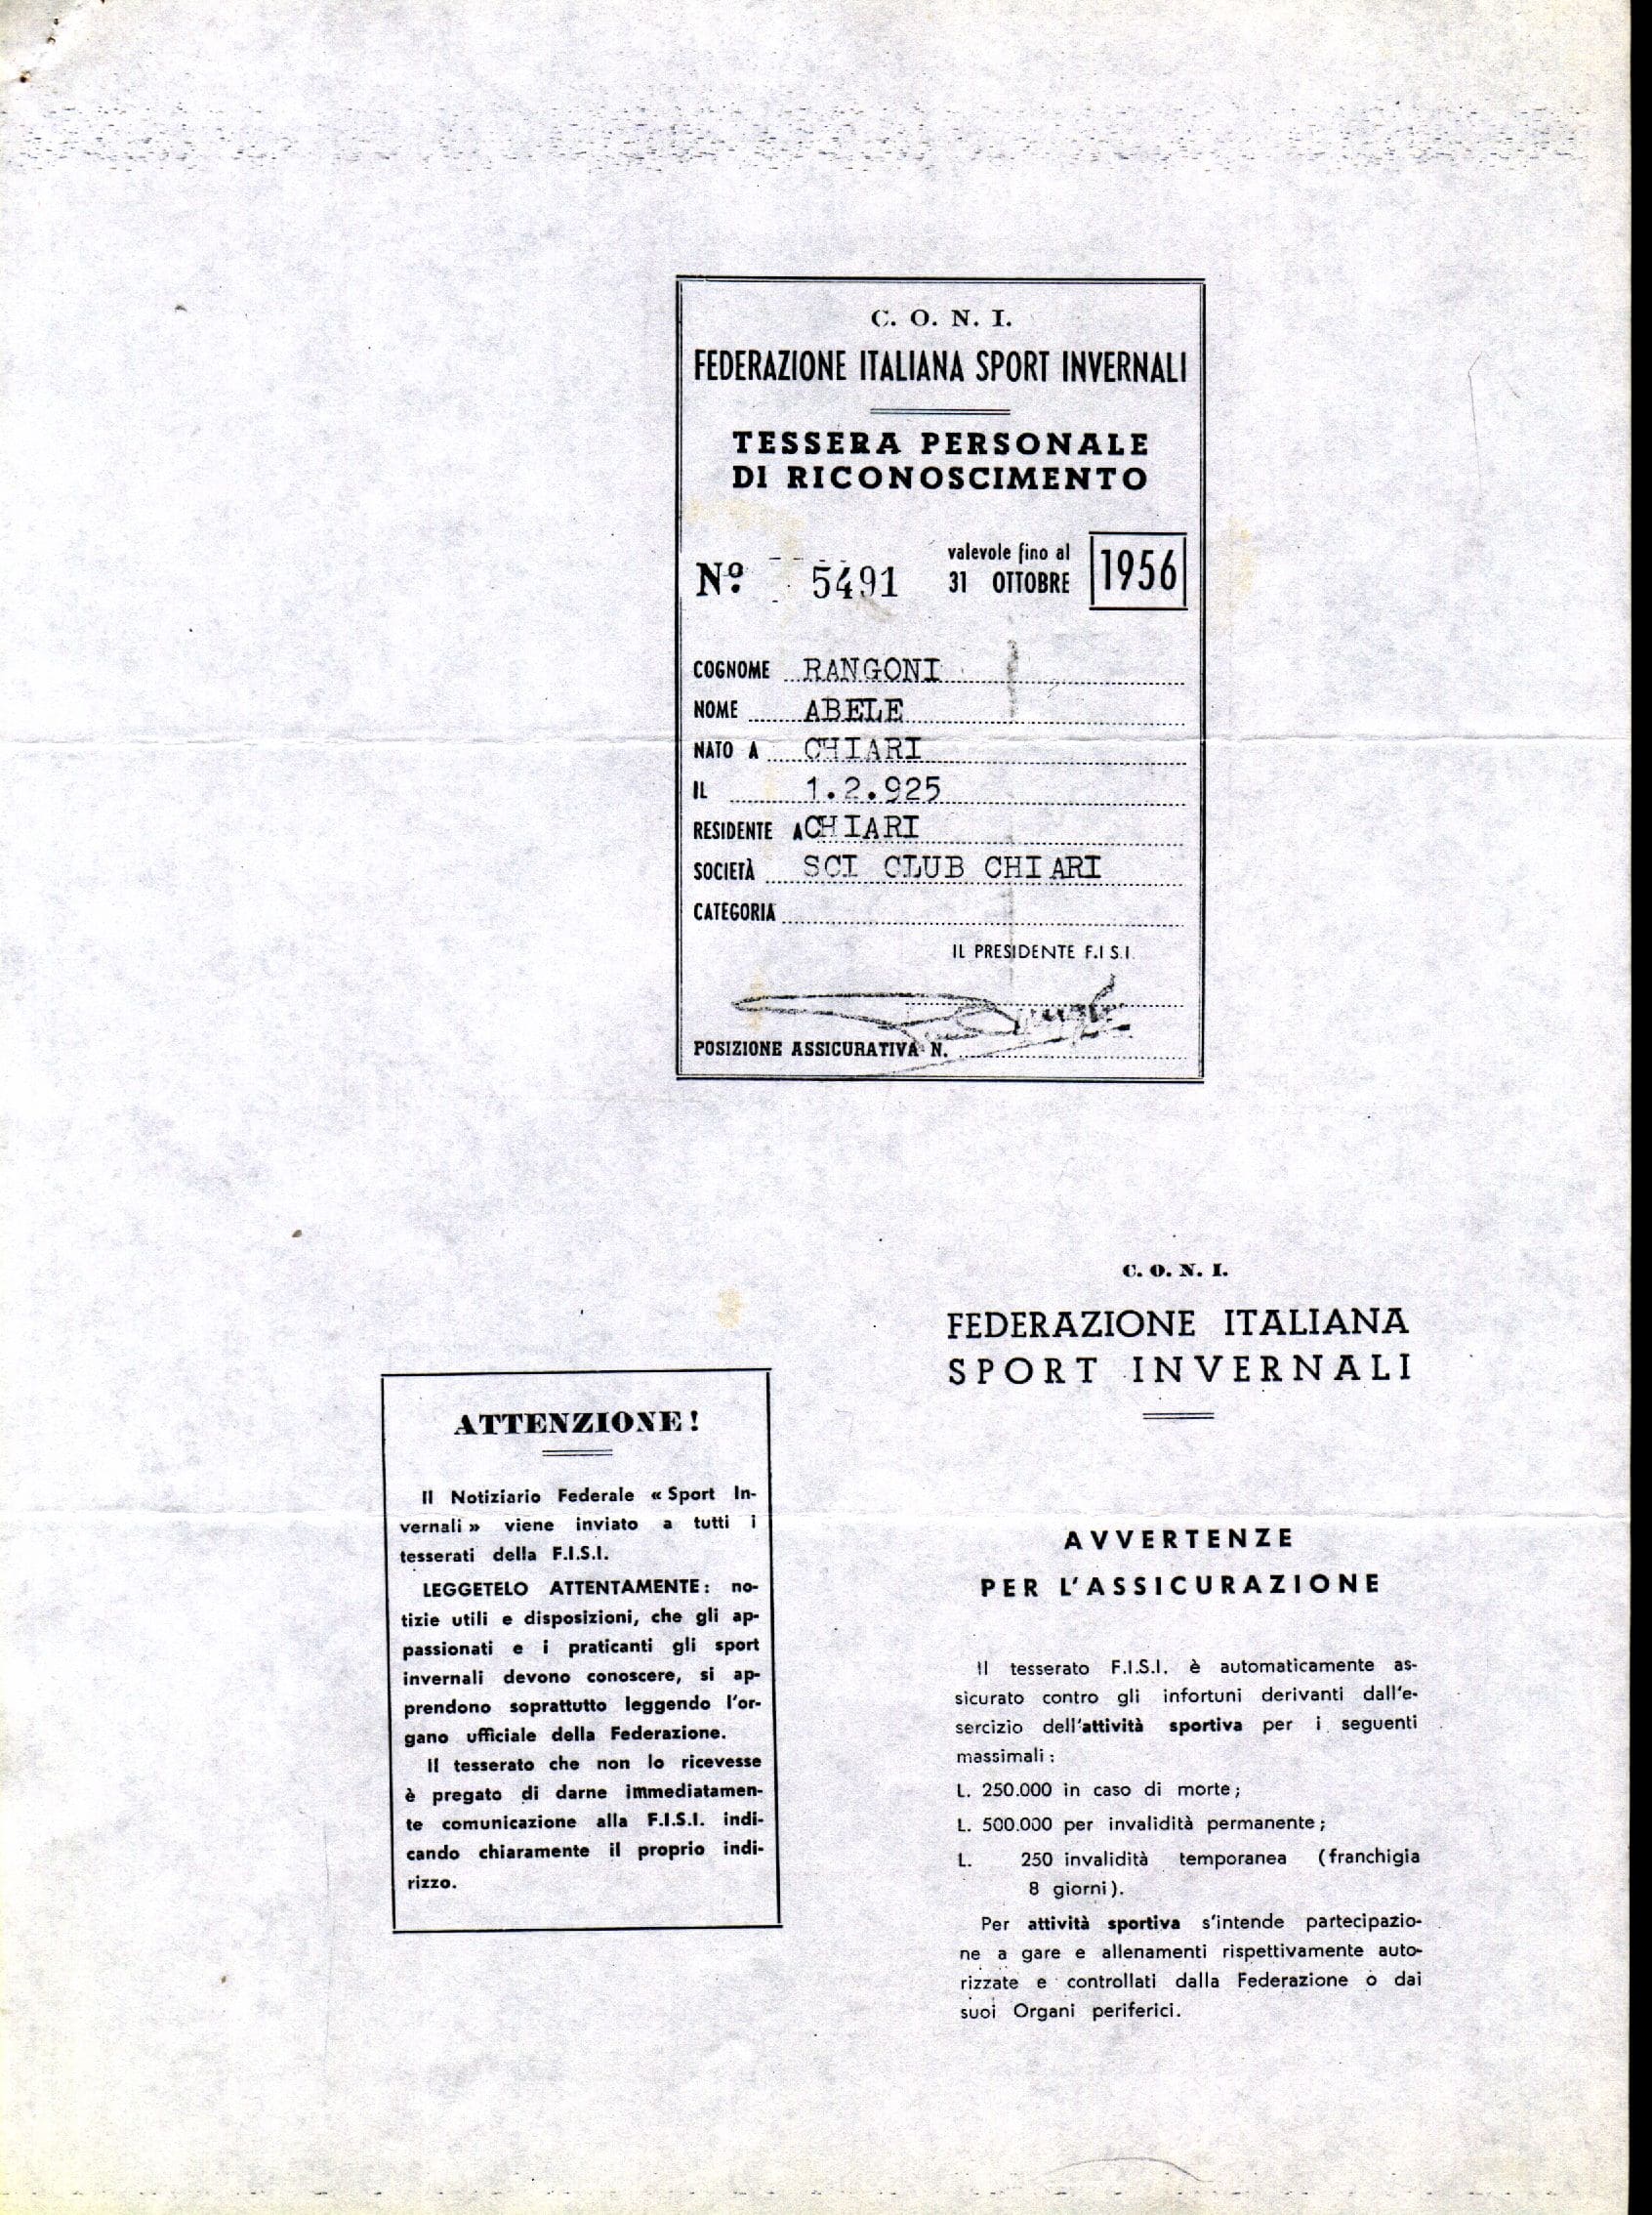 C. O. N. I.
FEDERAZIONE ITALIANA SPORT INVERNALI
TESSERA PERSONALE
DI RICONOSCIMENTO
Nº 5491 valevole fino al
31 OTTOBRE 1956
COGNOME RANGONI
NOME ABELE
NATO A CHIARI
IL 1.2.925
RESIDENTE A CHIARI
SOCIETÀ SCI CLUB CHIARI
CATEGORIA
IL PRESIDENTE F.I.S.I.
POSIZIONE ASSICURATIVA N.
ATTENZIONE!
Il Notiziario Federale « Sport In-
vernali » viene inviato a tutti i
tesserati della F.I.S.I.
LEGGETELO ATTENTAMENTE: no-
tizie utili e disposizioni, che gli ap-
passionati e i praticanti gli sport
invernali devono conoscere, si ap-
prendono soprattutto leggendo l'or-
gano ufficiale della Federazione.
Il tesserato che non lo ricevesse
è pregato di darne immediatamen-
te comunicazione alla F.I.S.I. indi-
cando chiaramente il proprio indi-
rizzo.
C. O. N. I.
FEDERAZIONE ITALIANA
SPORT INVERNALI
AVVERTENZE
PER L'ASSICURAZIONE
Il tesserato F.I.S.I. è automaticamente as-
sicurato contro gli infortuni derivanti dall'e-
sercizio dell'attività sportiva per i seguenti
massimali:
L. 250.000 in caso di morte;
L. 500.000 per invalidità permanente;
L. 250 invalidità temporanea (franchigia
8 giorni).
Per attività sportiva s'intende partecipazio-
ne a gare e allenamenti rispettivamente auto-
rizzate e controllati dalla Federazione o dai
suoi Organi periferici.